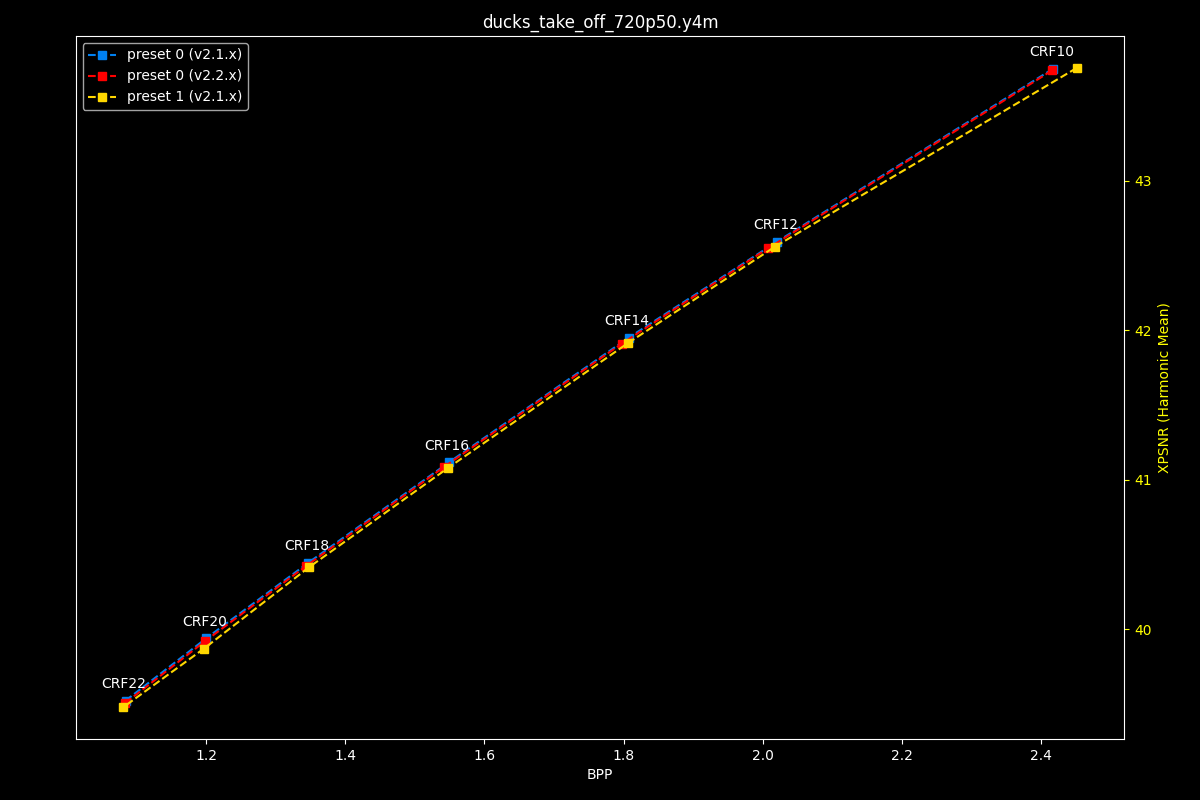 ducks_take_off_720p50.y4m
preset 0 (v2.1.x)
preset 0 (v2.2.x)
preset 1 (v2.1.x)
CRF10
CRF12
CRF14
CRF16
CRF18
CRF20
CRF22
43
42
41
40
XPSNR (Harmonic Mean)
1.2 1.4 1.6 1.8 2.0 2.2 2.4
BPP